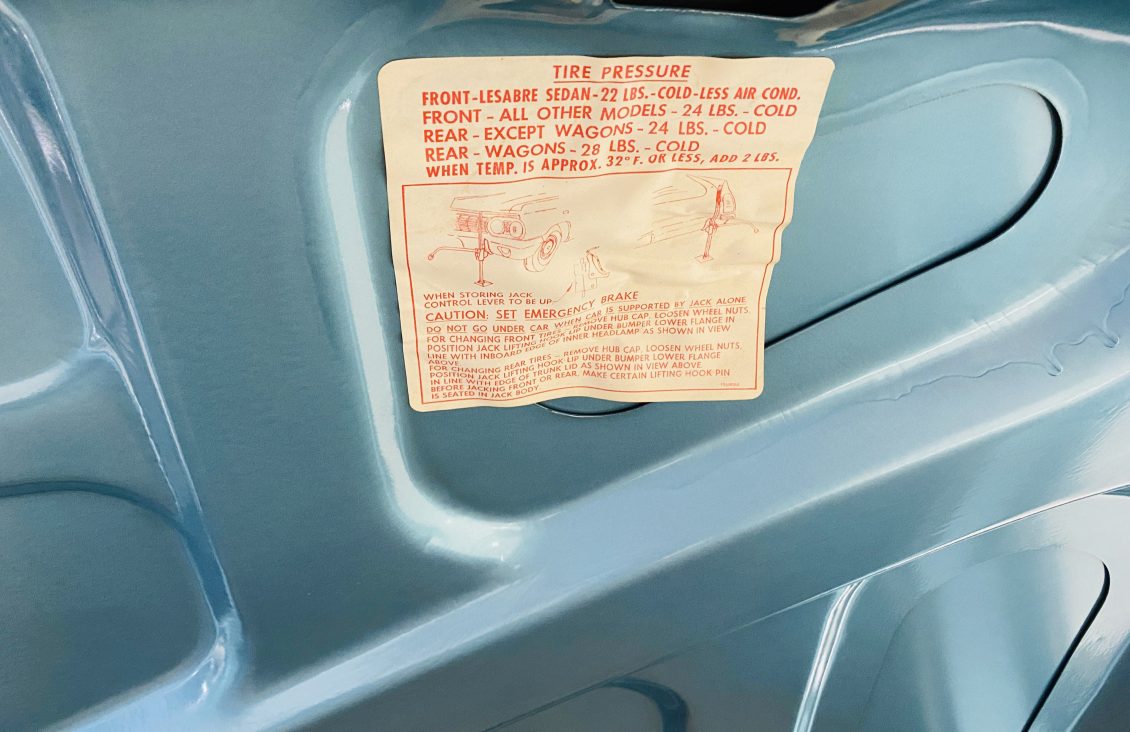 TIRE PRESSURE
FRONT-LESABRE SEDAN-22 LBS.-COLD-LESS AIR COND.
FRONT - ALL OTHER MODELS - 24 LBS. - COLD
REAR - EXCEPT WAGONS - 24 LBS. - COLD
REAR - WAGONS - 28 LBS. - COLD
WHEN TEMP. IS APPROX. 32°F. OR LESS, ADD 2 LBS.
WHEN STORING JACK
CONTROL LEVER TO BE UP
CAUTION: SET EMERGENCY BRAKE
DO NOT GO UNDER CAR WHEN CAR IS SUPPORTED BY JACK ALONE
FOR CHANGING FRONT TIRES - REMOVE HUB CAP, LOOSEN WHEEL NUTS.
POSITION JACK LIFTING HOOK LIP UNDER BUMPER LOWER FLANGE IN
LINE WITH INBOARD EDGE OF INNER HEADLAMP AS SHOWN IN VIEW
ABOVE.
FOR CHANGING REAR TIRES - REMOVE HUB CAP, LOOSEN WHEEL NUTS.
POSITION JACK LIFTING HOOK LIP UNDER BUMPER LOWER FLANGE
IN LINE WITH EDGE OF TRUNK LID AS SHOWN IN VIEW ABOVE.
BEFORE JACKING FRONT OR REAR, MAKE CERTAIN LIFTING HOOK PIN
IS SEATED IN JACK BODY.